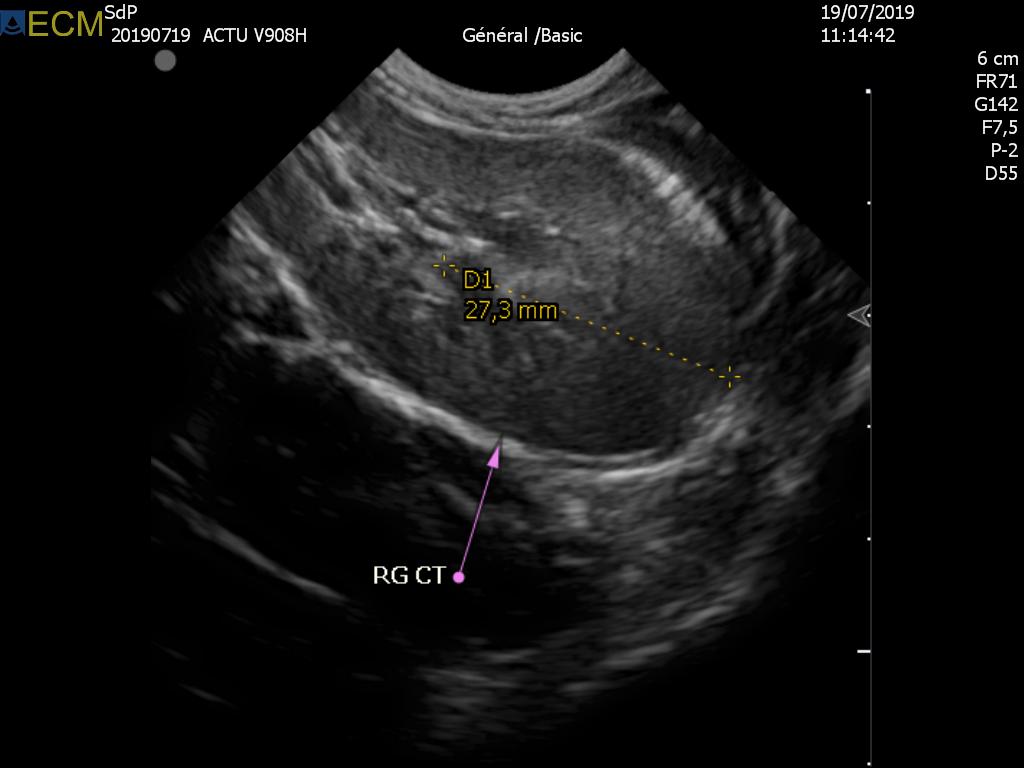 ECM
SdP
20190719 ACTU V908H
Général /Basic
19/07/2019
11:14:42
6 cm
FR71
G142
F7,5
P-2
D55
D1
27,3 mm
RG CT